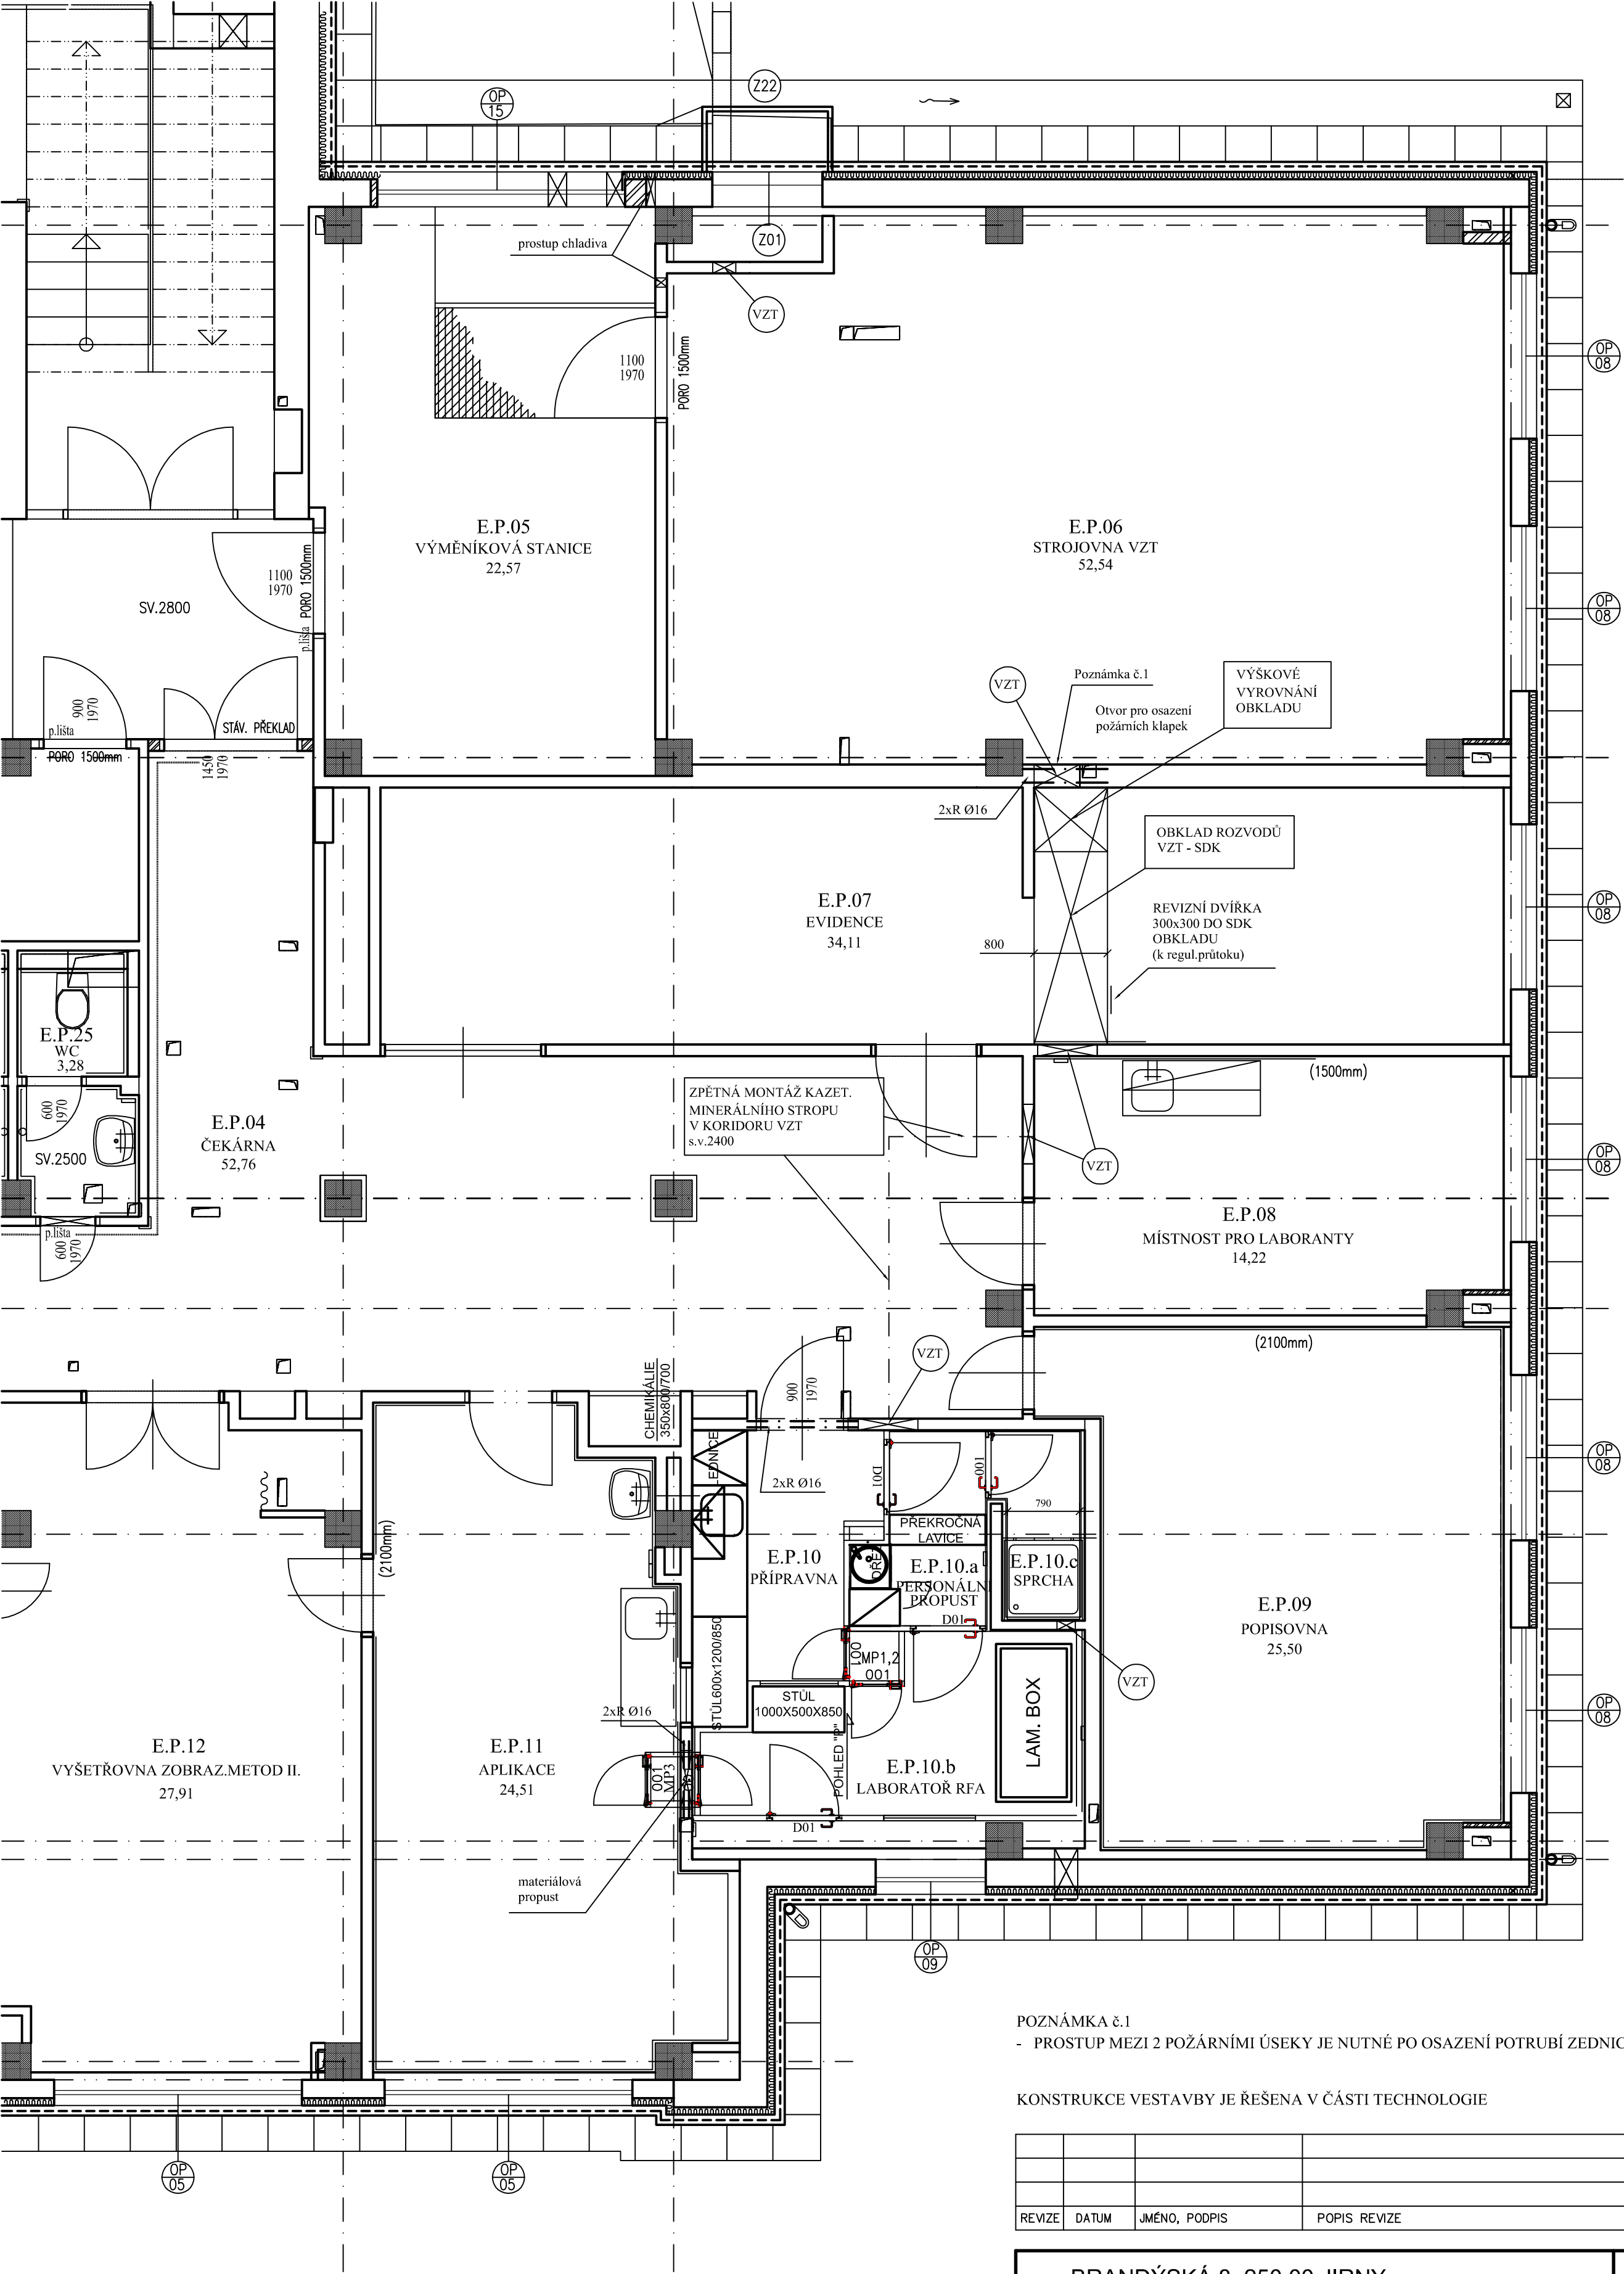 Z22
OP
15
prostup chladiva
Z01
VZT
1100
1970
PORO 1500mm
OP
08
E.P.05
VÝMĚNÍKOVÁ STANICE
22,57
E.P.06
STROJOVNA VZT
52,54
1100
1970
p.lišta PORO 1500mm
SV.2800
OP
08
900
1970
p.lišta
PORO 1500mm
STÁV. PŘEKLAD
1450
1970
VZT
Poznámka č.1
Otvor pro osazení
požárních klapek
VÝŠKOVÉ
VYROVNÁNÍ
OBKLADU
2xR Ø16
OBKLAD ROZVODŮ
VZT - SDK
E.P.07
EVIDENCE
34,11
800
REVIZNÍ DVÍŘKA
300x300 DO SDK
OBKLADU
(k regul.průtoku)
OP
08
E.P.25
WC
3,28
600
1970
SV.2500
p.lišta
600
1970
E.P.04
ČEKÁRNA
52,76
ZPĚTNÁ MONTÁŽ KAZET.
MINERÁLNÍHO STROPU
V KORIDORU VZT
s.v.2400
(1500mm)
VZT
OP
08
E.P.08
MÍSTNOST PRO LABORANTY
14,22
(2100mm)
VZT
CHEMIKÁLIE
350x800/700
900
1970
LEDNICE
2xR Ø16
D01
001
790
OP
08
(2100mm)
PŘEKROČNÁ
LAVICE
E.P.10
PŘÍPRAVNA
DŘEZ
E.P.10.a
PERSONÁLNÍ
PROPUST
D01
E.P.10.c
SPRCHA
E.P.09
POPISOVNA
25,50
STŮL600x1200/850
001
MP1,2
001
VZT
STŮL
1000X500X850
2xR Ø16
POHLED "P"
LAM. BOX
OP
08
E.P.12
VYŠETŘOVNA ZOBRAZ.METOD II.
27,91
E.P.11
APLIKACE
24,51
001
MP3
E.P.10.b
LABORATOŘ RFA
D01
materiálová
propust
OP
09
OP
05
OP
05
POZNÁMKA č.1
- PROSTUP MEZI 2 POŽÁRNÍMI ÚSEKY JE NUTNÉ PO OSAZENÍ POTRUBÍ ZEDNIC
KONSTRUKCE VESTAVBY JE ŘEŠENA V ČÁSTI TECHNOLOGIE
REVIZE DATUM JMÉNO, PODPIS POPIS REVIZE